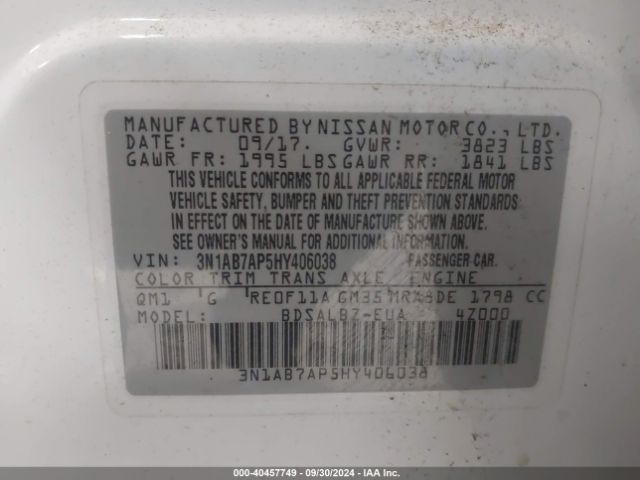 MANUFACTURED BY NISSAN MOTOR CO., LTD.
DATE: 09/17. GVWR: 3823 LBS
GAWR FR: 1995 LBS GAWR RR: 1841 LBS
THIS VEHICLE CONFORMS TO ALL APPLICABLE FEDERAL MOTOR
VEHICLE SAFETY, BUMPER AND THEFT PREVENTION STANDARDS
IN EFFECT ON THE DATE OF MANUFACTURE SHOWN ABOVE.
SEE OWNER'S MANUAL FOR ADDITIONAL INFORMATION
VIN: 3N1AB7AP5HY406038 PASSENGER CAR.
COLOR TRIM TRANS AXLE ENGINE
QM1 G RE0F11A GM35 MRA8DE 1798 CC
MODEL: BDSALBZ-EUA 4Z000
3N1AB7AP5HY406038
000-40457749 - 09/30/2024 - IAAI.com